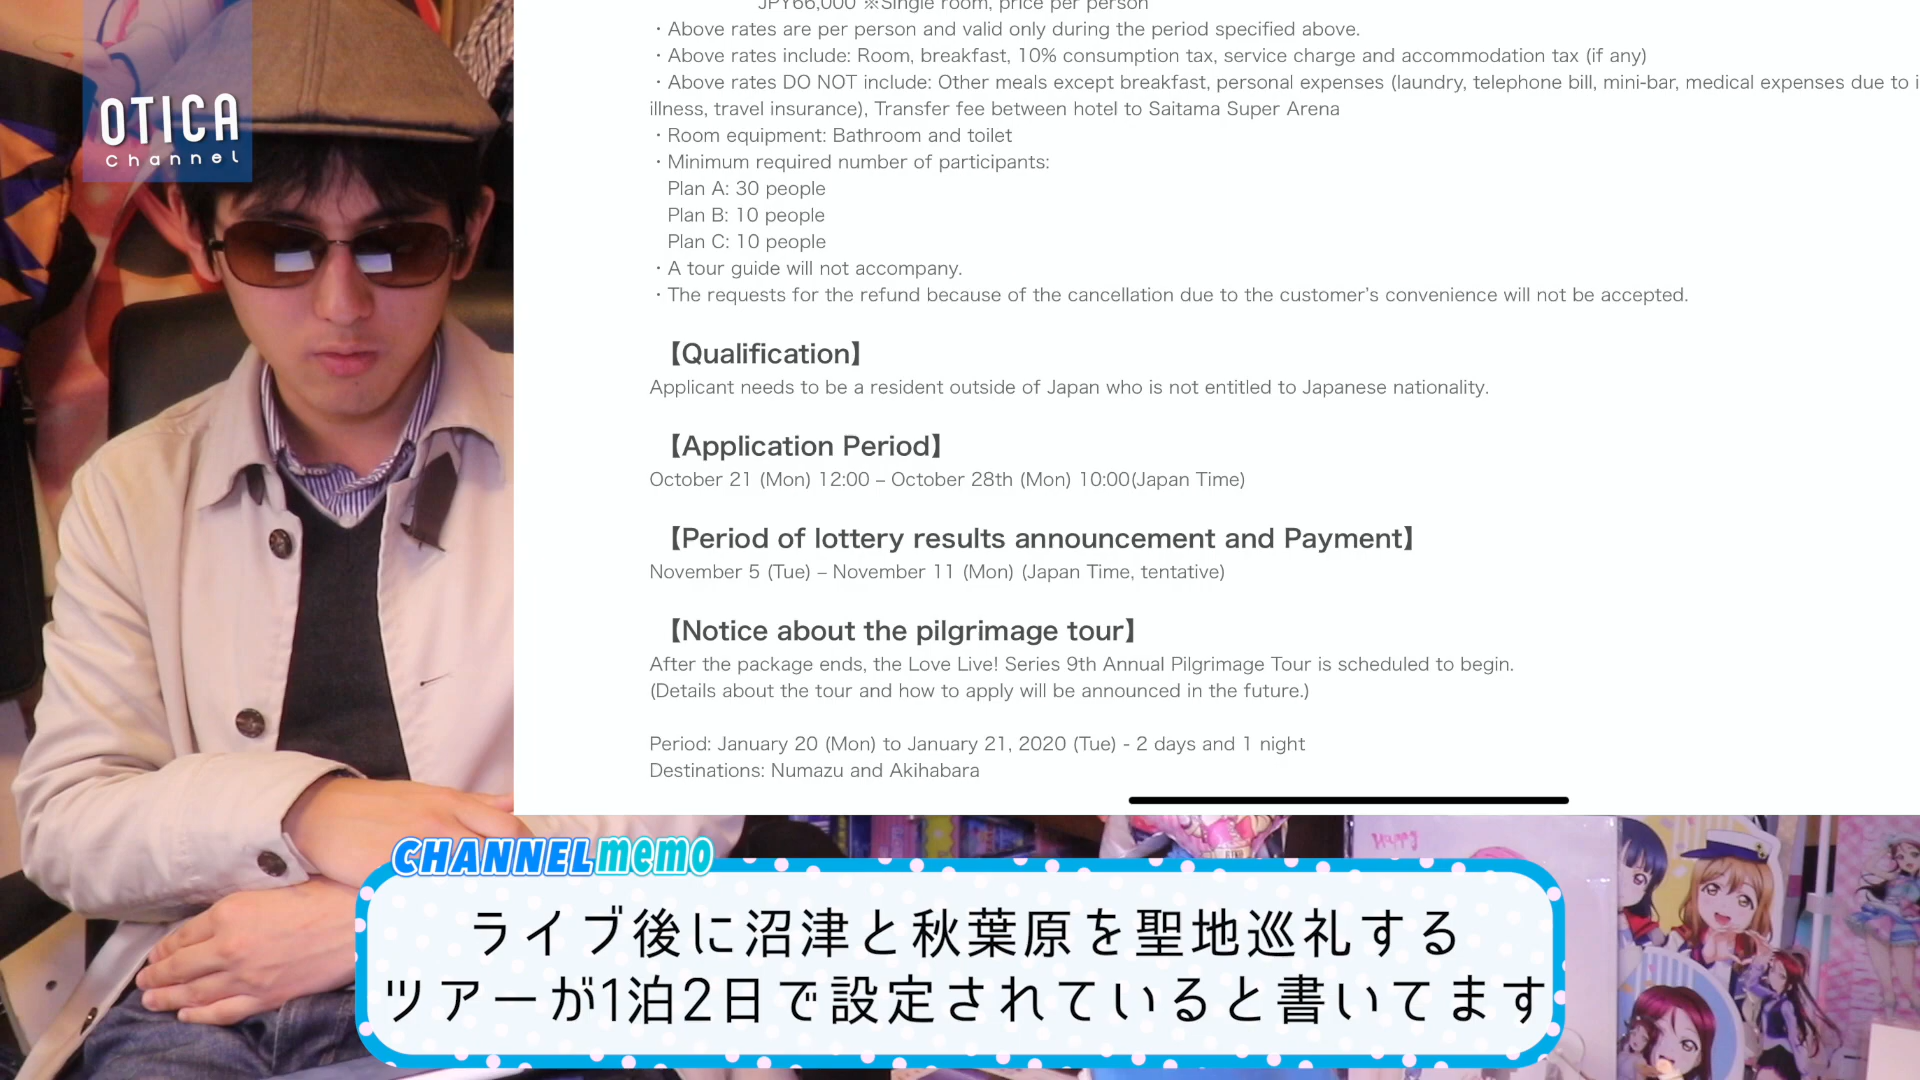 OTICA
Channel
JPY66,000 ※Single room, price per person
・Above rates are per person and valid only during the period specified above.
・Above rates include: Room, breakfast, 10% consumption tax, service charge and accommodation tax (if any)
・Above rates DO NOT include: Other meals except breakfast, personal expenses (laundry, telephone bill, mini-bar, medical expenses due to
illness, travel insurance), Transfer fee between hotel to Saitama Super Arena
・Room equipment: Bathroom and toilet
・Minimum required number of participants:
Plan A: 30 people
Plan B: 10 people
Plan C: 10 people
・A tour guide will not accompany.
・The requests for the refund because of the cancellation due to the customer's convenience will not be accepted.
【Qualification】
Applicant needs to be a resident outside of Japan who is not entitled to Japanese nationality.
【Application Period】
October 21 (Mon) 12:00 – October 28th (Mon) 10:00(Japan Time)
【Period of lottery results announcement and Payment】
November 5 (Tue) – November 11 (Mon) (Japan Time, tentative)
【Notice about the pilgrimage tour】
After the package ends, the Love Live! Series 9th Annual Pilgrimage Tour is scheduled to begin.
(Details about the tour and how to apply will be announced in the future.)
Period: January 20 (Mon) to January 21, 2020 (Tue) - 2 days and 1 night
Destinations: Numazu and Akihabara
Happy
CHANNEL memo
ライブ後に沼津と秋葉原を聖地巡礼する
ツアーが1泊2日で設定されていると書いてます